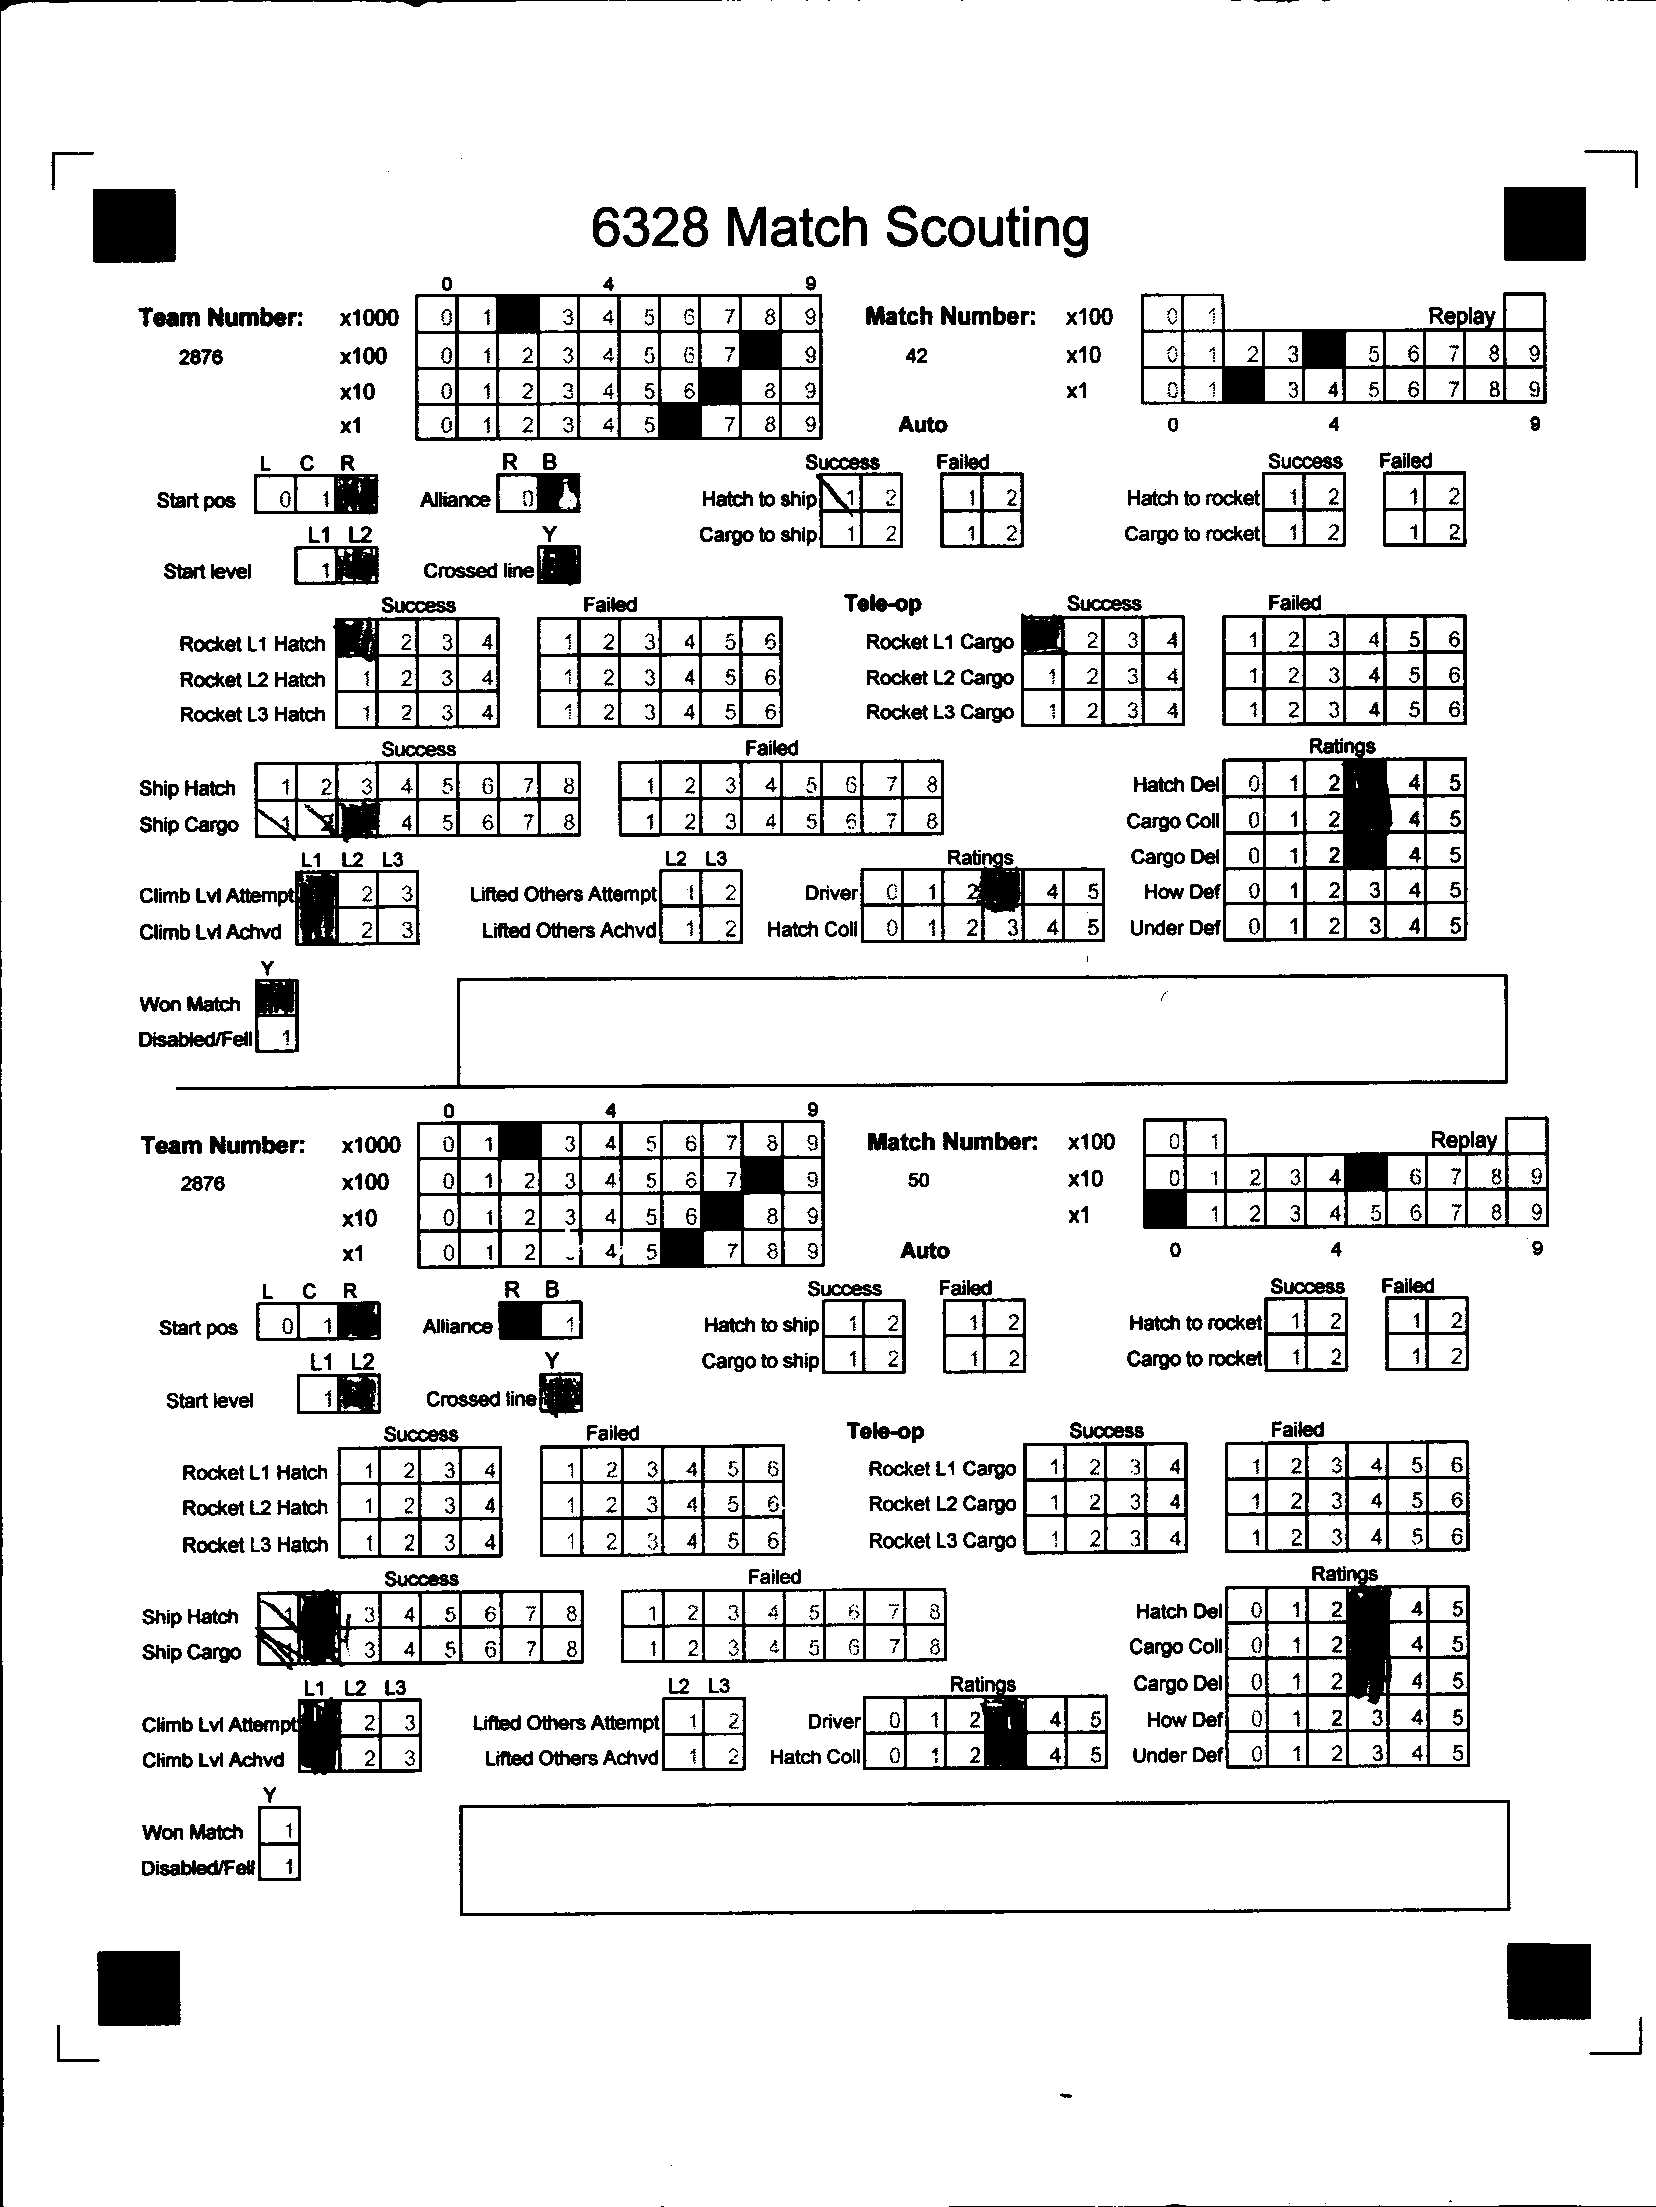 6328 Match Scouting
0 4 9
Team Number: x1000 0 1 3 4 5 6 7 8 9 Match Number: x100 0 1 Replay
2876 x100 0 1 2 3 4 5 6 7 9 42 x10 0 1 2 3 5 6 7 8 9
x10 0 1 2 3 4 5 6 8 9 x1 0 1 3 4 5 6 7 8 9
x1 0 1 2 3 4 5 7 8 9 Auto 0 4 9
L C R R B Success Failed Success Failed
Start pos 0 1 Alliance 0 Hatch to ship 1 2 1 2 Hatch to rocket 1 2 1 2
L1 L2 Y Cargo to ship 1 2 1 2 Cargo to rocket 1 2 1 2
Start level 1 Crossed line
Success Failed Tele-op Success Failed
Rocket L1 Hatch 2 3 4 1 2 3 4 5 6 Rocket L1 Cargo 2 3 4 1 2 3 4 5 6
Rocket L2 Hatch 1 2 3 4 1 2 3 4 5 6 Rocket L2 Cargo 1 2 3 4 1 2 3 4 5 6
Rocket L3 Hatch 1 2 3 4 1 2 3 4 5 6 Rocket L3 Cargo 1 2 3 4 1 2 3 4 5 6
Success Failed Ratings
Ship Hatch 1 2 3 4 5 6 7 8 1 2 3 4 5 6 7 8 Hatch Del 0 1 2 4 5
Ship Cargo 1 2 4 5 6 7 8 1 2 3 4 5 6 7 8 Cargo Coll 0 1 2 4 5
L1 L2 L3 L2 L3 Ratings Cargo Del 0 1 2 4 5
Climb Lvl Attempt 2 3 Lifted Others Attempt 1 2 Driver 0 1 2 4 5 How Def 0 1 2 3 4 5
Climb Lvl Achvd 2 3 Lifted Others Achvd 1 2 Hatch Coll 0 1 2 3 4 5 Under Def 0 1 2 3 4 5
Y
Won Match
Disabled/Fell 1
0 4 9
Team Number: x1000 0 1 3 4 5 6 7 8 9 Match Number: x100 0 1 Replay
2876 x100 0 1 2 3 4 5 6 7 9 50 x10 0 1 2 3 4 6 7 8 9
x10 0 1 2 3 4 5 6 8 9 x1 1 2 3 4 5 6 7 8 9
x1 0 1 2 4 5 7 8 9 Auto 0 4 9
L C R R B Success Failed Success Failed
Start pos 0 1 Alliance 1 Hatch to ship 1 2 1 2 Hatch to rocket 1 2 1 2
L1 L2 Y Cargo to ship 1 2 1 2 Cargo to rocket 1 2 1 2
Start level 1 Crossed line
Success Failed Tele-op Success Failed
Rocket L1 Hatch 1 2 3 4 1 2 3 4 5 6 Rocket L1 Cargo 1 2 3 4 1 2 3 4 5 6
Rocket L2 Hatch 1 2 3 4 1 2 3 4 5 6 Rocket L2 Cargo 1 2 3 4 1 2 3 4 5 6
Rocket L3 Hatch 1 2 3 4 1 2 3 4 5 6 Rocket L3 Cargo 1 2 3 4 1 2 3 4 5 6
Success Failed Ratings
Ship Hatch 1 3 4 5 6 7 8 1 2 3 4 5 6 7 8 Hatch Del 0 1 2 4 5
Ship Cargo 1 3 4 5 6 7 8 1 2 3 4 5 6 7 8 Cargo Coll 0 1 2 4 5
L1 L2 L3 L2 L3 Ratings Cargo Del 0 1 2 4 5
Climb Lvl Attempt 2 3 Lifted Others Attempt 1 2 Driver 0 1 2 4 5 How Def 0 1 2 3 4 5
Climb Lvl Achvd 2 3 Lifted Others Achvd 1 2 Hatch Coll 0 1 2 4 5 Under Def 0 1 2 3 4 5
Y
Won Match 1
Disabled/Fell 1